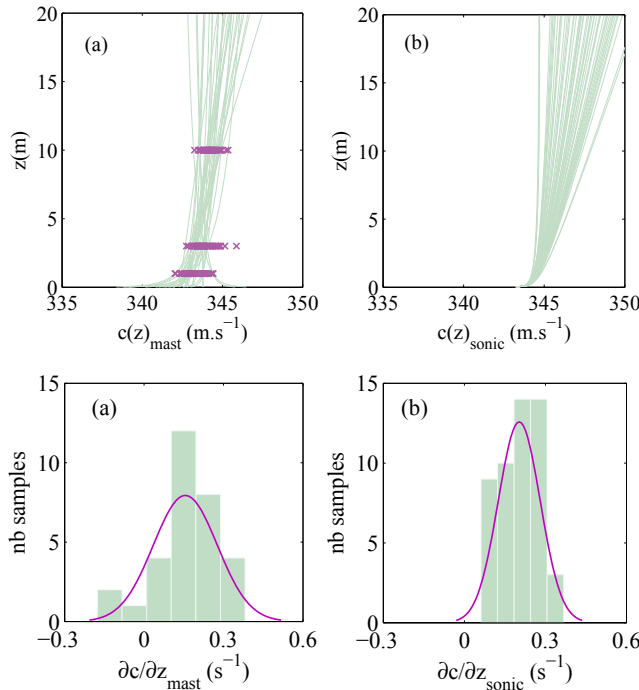 20
15
10
5
0
z(m)
(a)
335
340
345
350
c(z)mast (m.s−1)
20
15
10
5
0
z(m)
(b)
335
340
345
350
c(z)sonic (m.s−1)
15
10
5
0
nb samples
(a)
−0.3
0
0.3
0.6
∂c/∂zmast (s−1)
15
10
5
0
nb samples
(b)
−0.3
0
0.3
0.6
∂c/∂zsonic (s−1)